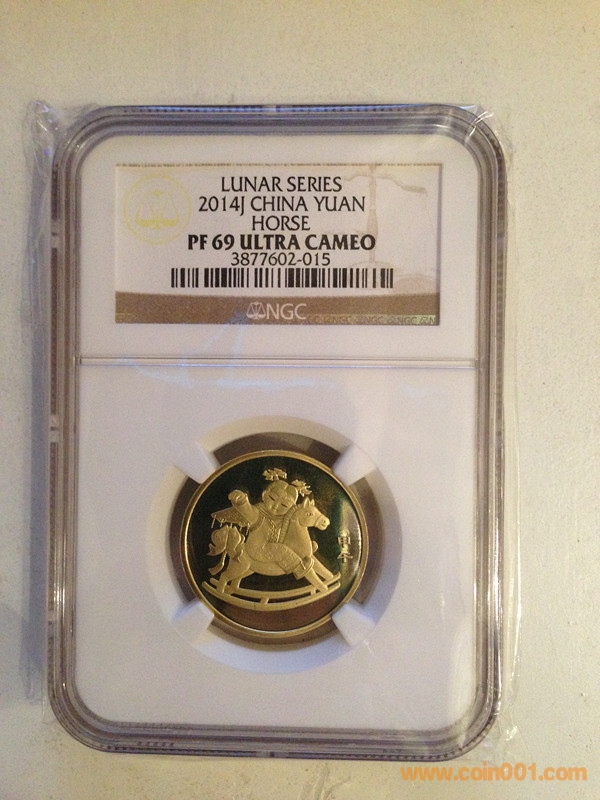 LUNAR SERIES
2014J CHINA YUAN
HORSE
PF 69 ULTRA CAMEO
3877602-015
NGC
www.coin001.com